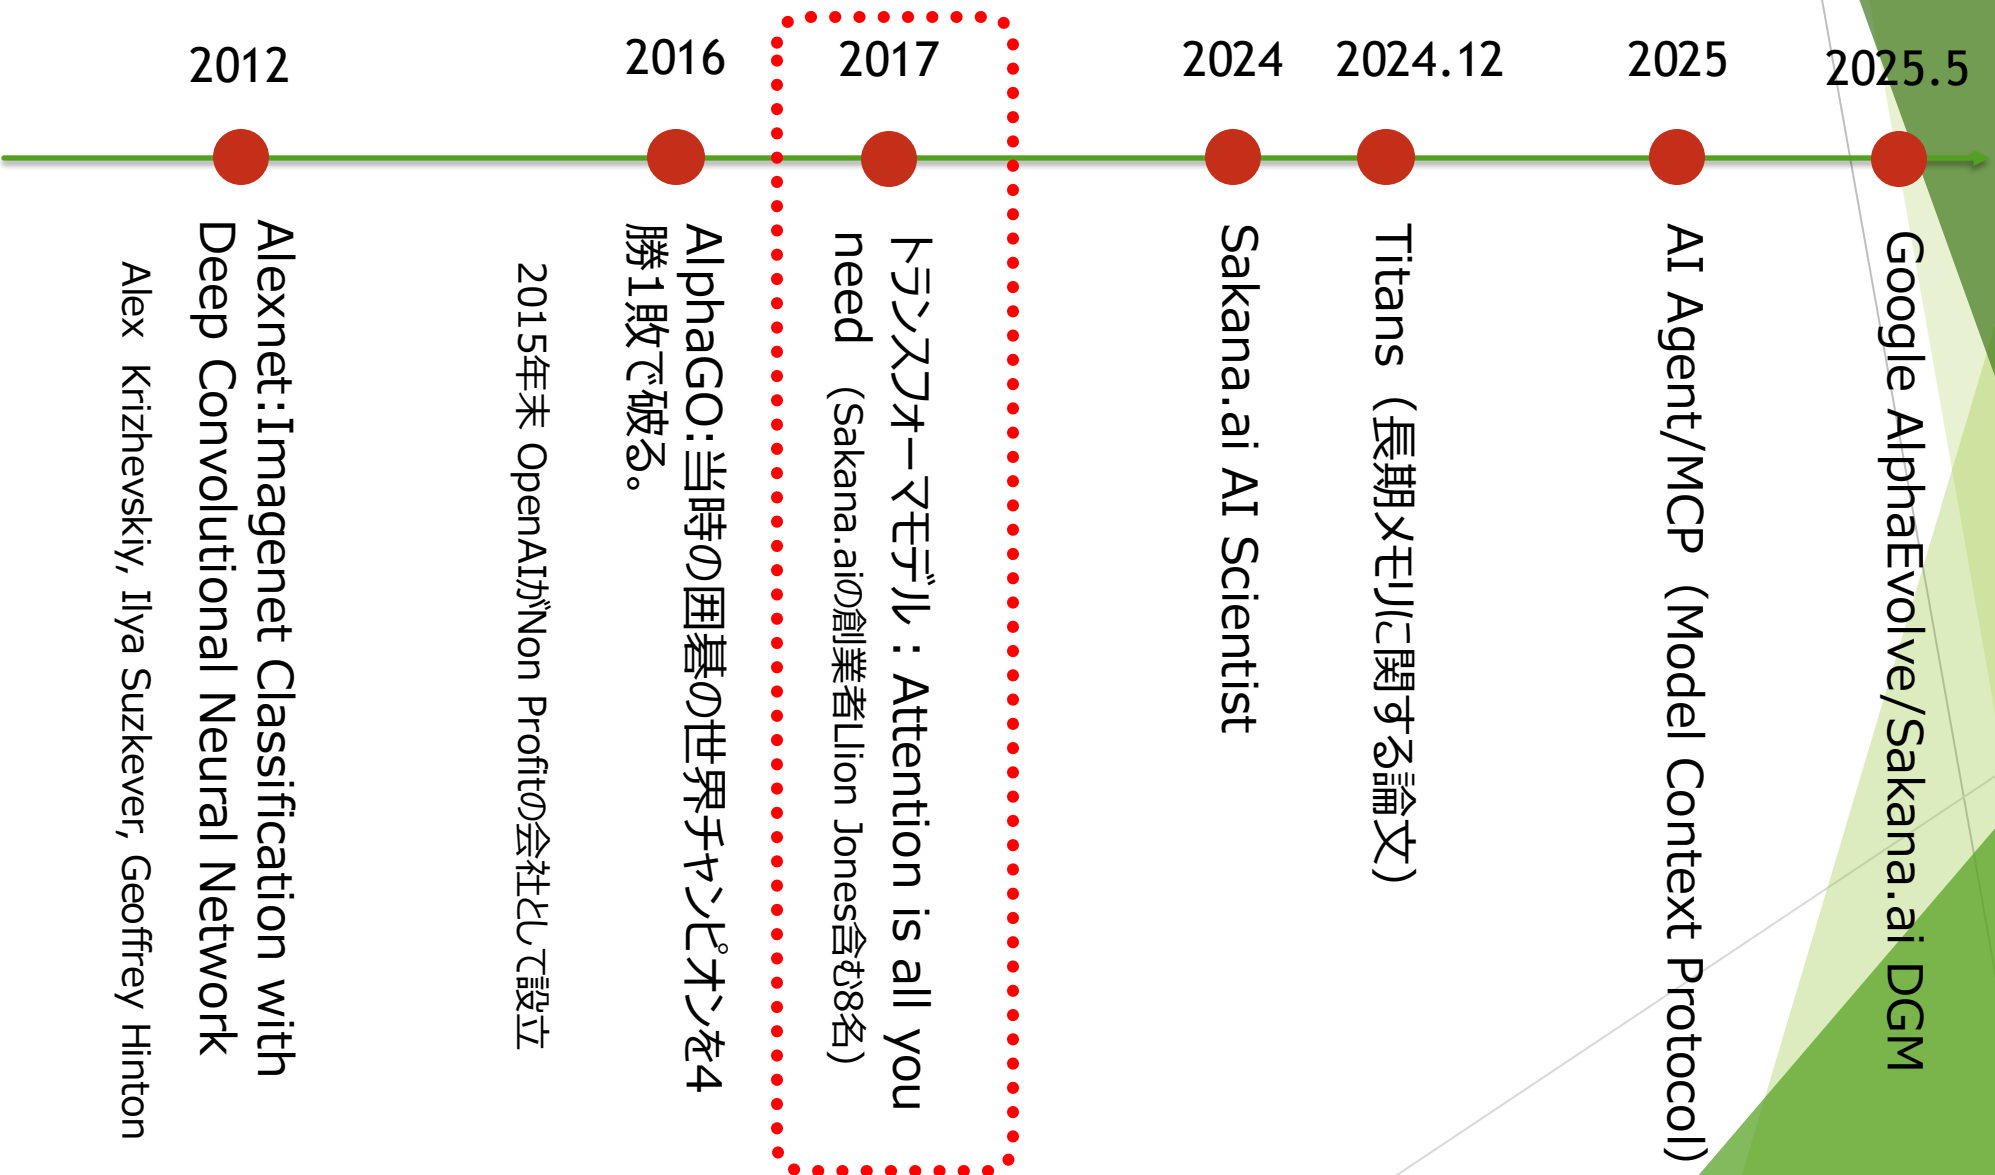 2012
2016
2017
2024
2024.12
2025
2025.5
Alexnet:Imagenet Classification with
Deep Convolutional Neural Network
Alex Krizhevskiy, Ilya Suzkever, Geoffrey Hinton
AlphaGO:当時の囲碁の世界チャンピオンを4
勝1敗で破る。
2015年末 OpenAIがNon Profitの会社として設立
トランスフォーマモデル：Attention is all you
need （Sakana.aiの創業者Llion Jones含む8名）
Sakana.ai AI Scientist
Titans（長期メモリに関する論文）
AI Agent/MCP（Model Context Protocol）
Google AlphaEvolve/Sakana.ai DGM